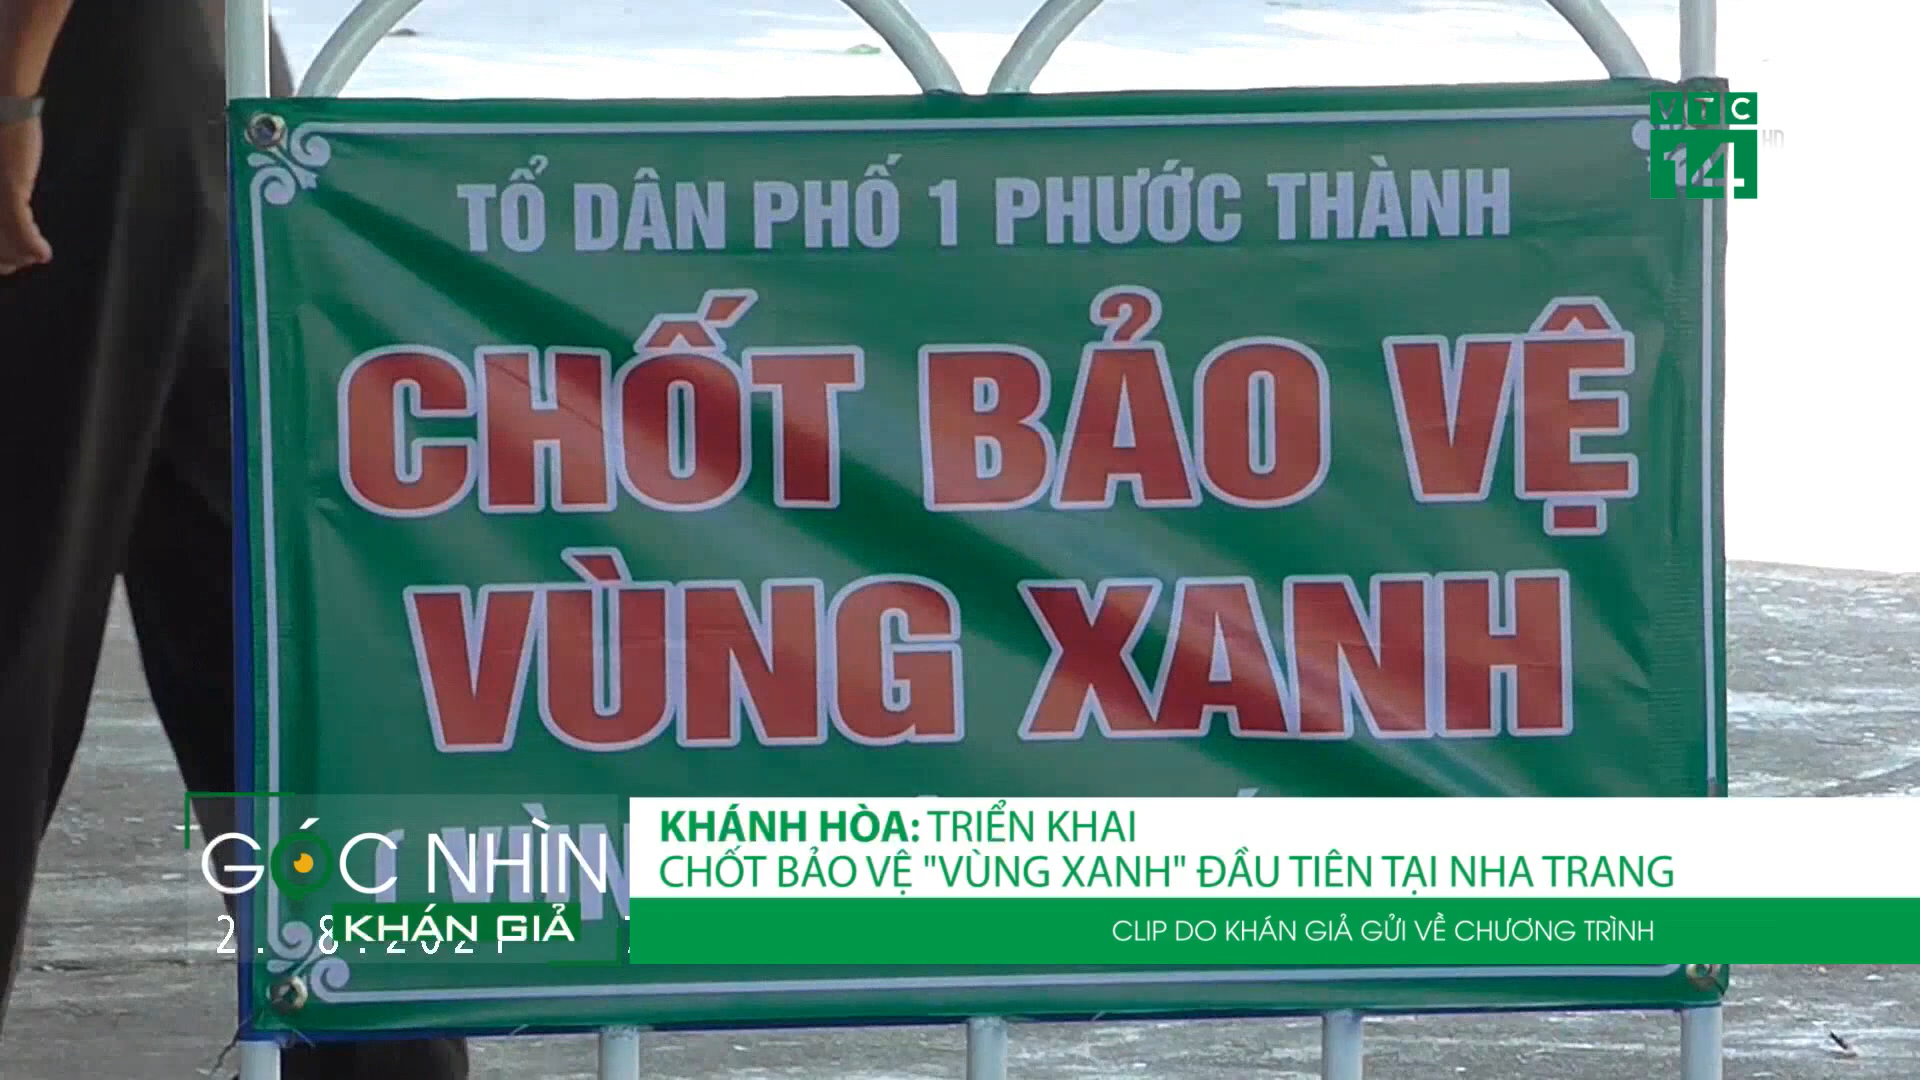 VTC
14
HD
TỔ DÂN PHỐ 1 PHƯỚC THÀNH
CHỐT BẢO VỆ
VÙNG XANH
GÓC NHÌN
KHÁN GIẢ
KHÁNH HÒA: TRIỂN KHAI
CHỐT BẢO VỆ "VÙNG XANH" ĐẦU TIÊN TẠI NHA TRANG
CLIP DO KHÁN GIẢ GỬI VỀ CHƯƠNG TRÌNH